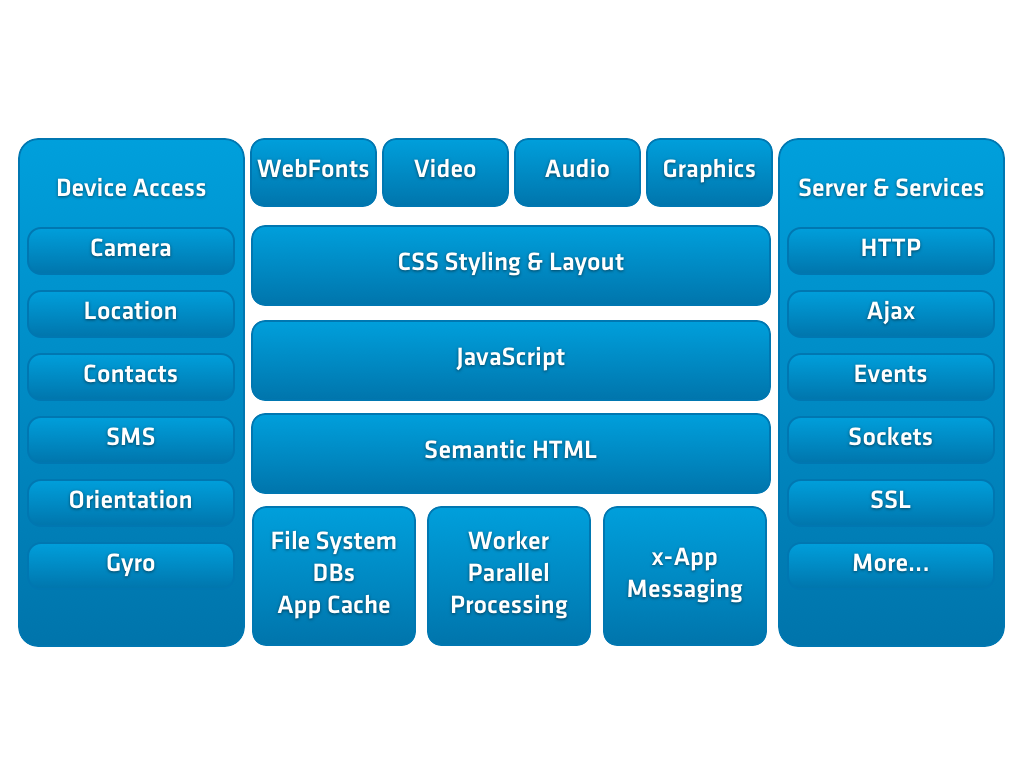 Device Access
Camera
Location
Contacts
SMS
Orientation
Gyro
WebFonts
Video
Audio
Graphics
CSS Styling & Layout
JavaScript
Semantic HTML
File System
DBs
App Cache
Worker
Parallel
Processing
x-App
Messaging
Server & Services
HTTP
Ajax
Events
Sockets
SSL
More...